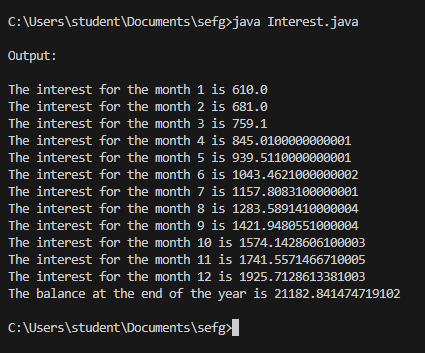 C:\Users\student\Documents\sefg>java Interest.java
Output:
The interest for the month 1 is 610.0
The interest for the month 2 is 681.0
The interest for the month 3 is 759.1
The interest for the month 4 is 845.0100000000001
The interest for the month 5 is 939.5110000000001
The interest for the month 6 is 1043.4621000000002
The interest for the month 7 is 1157.8083100000001
The interest for the month 8 is 1283.5891410000004
The interest for the month 9 is 1421.9480551000004
The interest for the month 10 is 1574.1428606100003
The interest for the month 11 is 1741.5571466710005
The interest for the month 12 is 1925.7128613381003
The balance at the end of the year is 21182.841474719102
C:\Users\student\Documents\sefg>